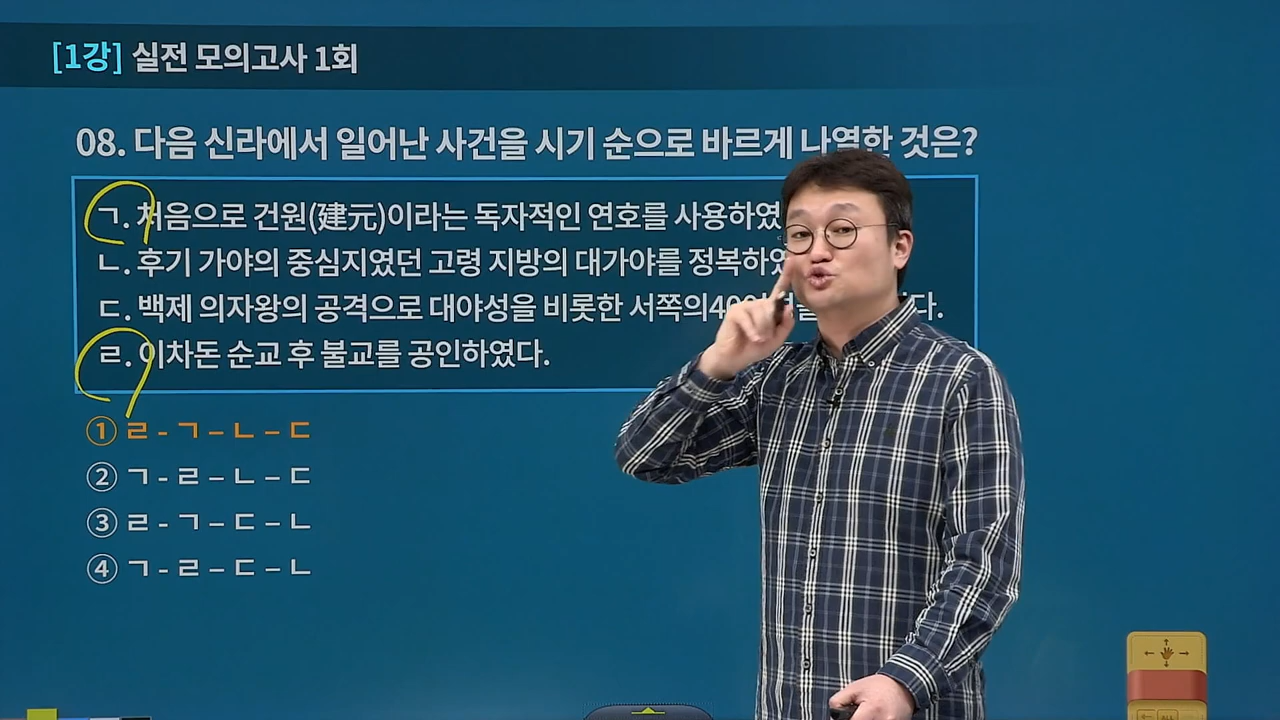 [1강] 실전 모의고사 1회
08. 다음 신라에서 일어난 사건을 시기 순으로 바르게 나열한 것은?
ㄱ. 처음으로 건원(建元)이라는 독자적인 연호를 사용하였
ㄴ. 후기 가야의 중심지였던 고령 지방의 대가야를 정복하였
ㄷ. 백제 의자왕의 공격으로 대야성을 비롯한 서쪽의40 다.
ㄹ. 이차돈 순교 후 불교를 공인하였다.
① ㄹ - ㄱ – ㄴ – ㄷ
② ㄱ - ㄹ – ㄴ – ㄷ
③ ㄹ - ㄱ – ㄷ – ㄴ
④ ㄱ - ㄹ – ㄷ – ㄴ